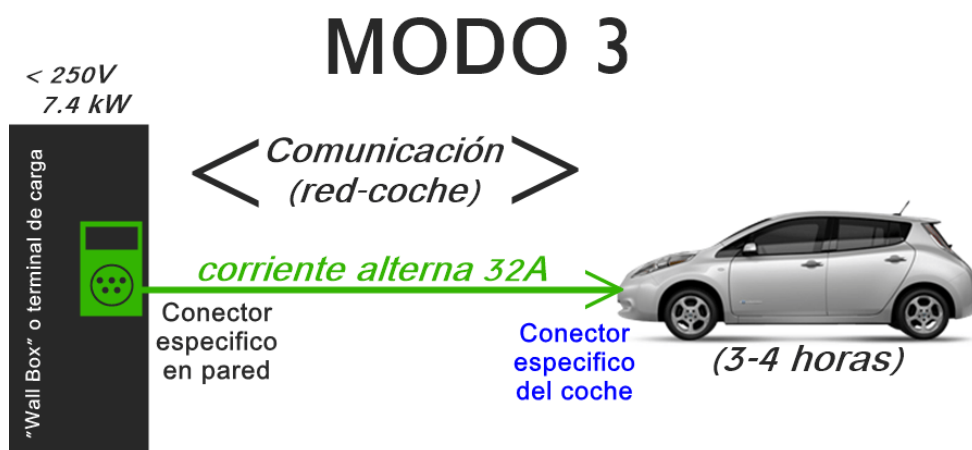 MODO 3
< 250V
7.4 kW
"Wall Box" o terminal de carga
Comunicación
(red-coche)
corriente alterna 32A
Conector
especifico
en pared
Conector
especifico
del coche
(3-4 horas)